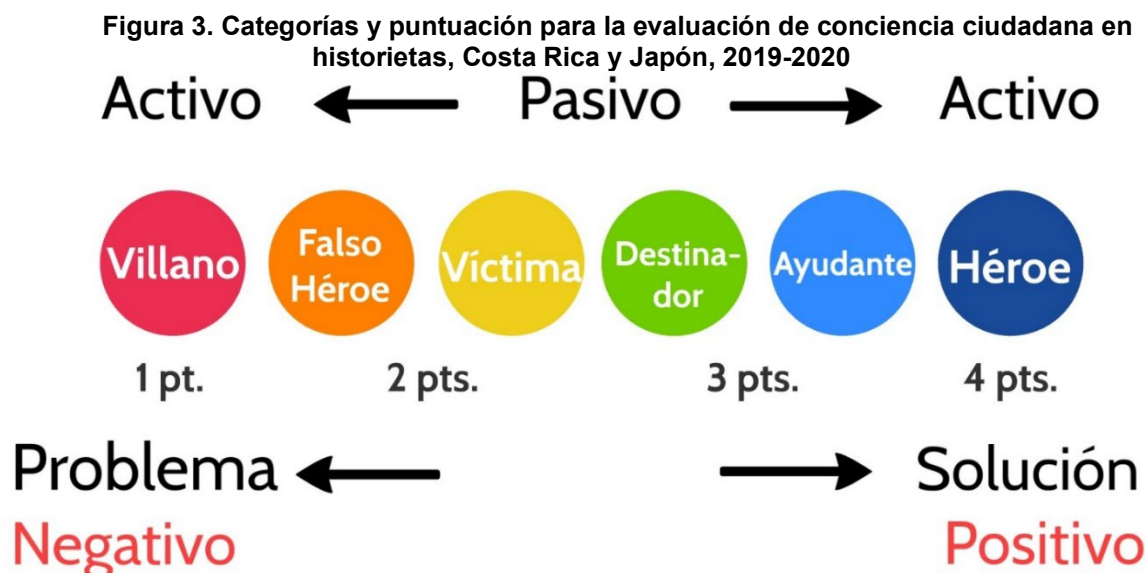 Figura 3. Categorías y puntuación para la evaluación de conciencia ciudadana en
historietas, Costa Rica y Japón, 2019-2020
Activo Pasivo Activo
Villano Falso Héroe Víctima Destina-dor Ayudante Héroe
1 pt. 2 pts. 3 pts. 4 pts.
Problema Solución
Negativo Positivo